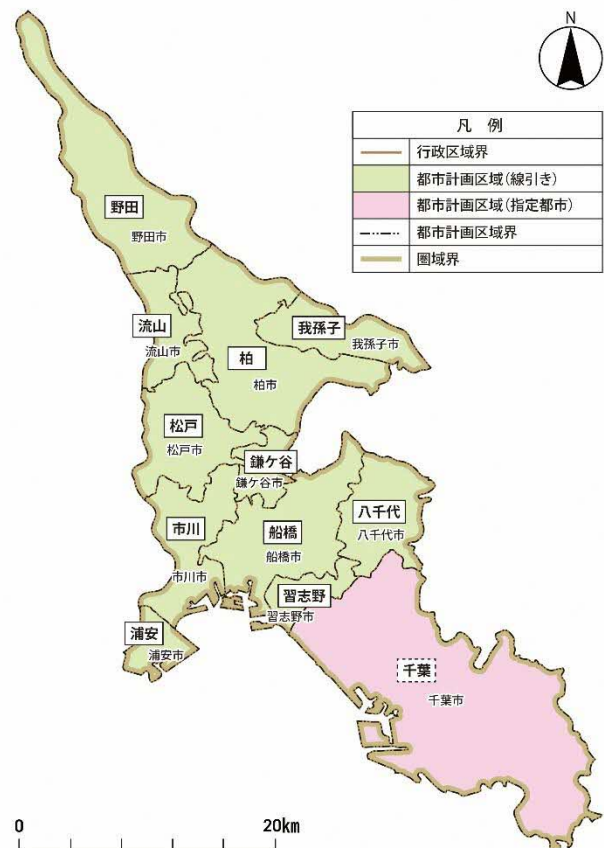 N
凡 例
行政区域界
都市計画区域(線引き)
都市計画区域(指定都市)
都市計画区域界
圏域界
野田
野田市
流山
流山市
我孫子
我孫子市
柏
柏市
松戸
松戸市
鎌ケ谷
鎌ケ谷市
八千代
八千代市
市川
市川市
船橋
船橋市
習志野
習志野市
浦安
浦安市
千葉
千葉市
0
20km